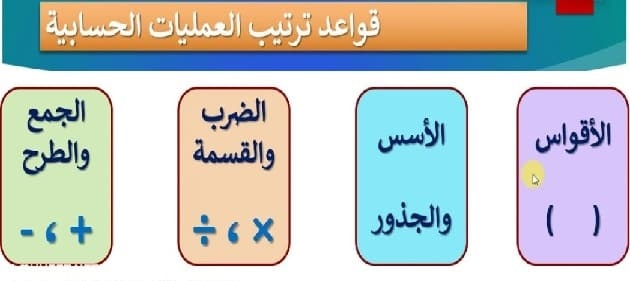 قواعد ترتيب العمليات الحسابية
الأقواس
( )
الأسس
والجذور
الضرب
والقسمة
× ، ÷
الجمع
والطرح
+ ، -